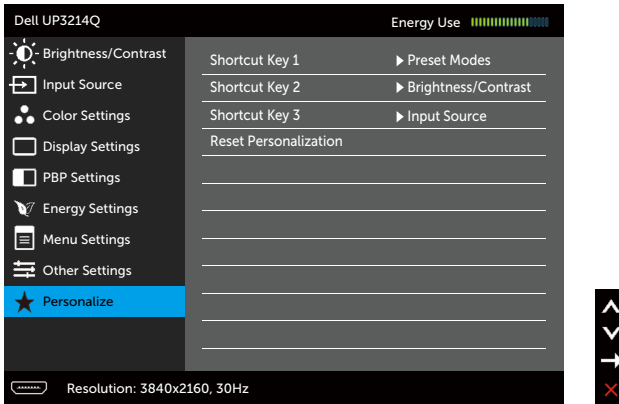 Dell UP3214Q Energy Use
Brightness/Contrast
Input Source
Color Settings
Display Settings
PBP Settings
Energy Settings
Menu Settings
Other Settings
Personalize
Shortcut Key 1 Preset Modes
Shortcut Key 2 Brightness/Contrast
Shortcut Key 3 Input Source
Reset Personalization
Resolution: 3840x2160, 30Hz